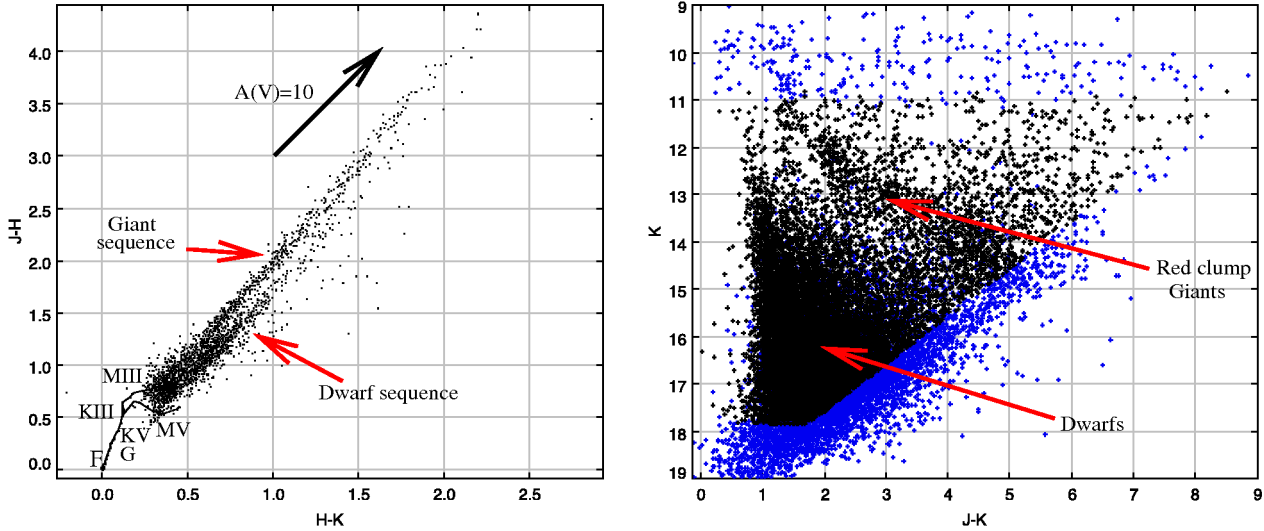 4.0
3.5
3.0
2.5
2.0
1.5
1.0
0.5
0.0
J-H
A(V)=10
Giant
sequence
Dwarf sequence
MIII
KIII
KV
MV
F
G
0.0
0.5
1.0
1.5
2.0
2.5
H-K
9
10
11
12
13
14
15
16
17
18
19
K
Red clump
Giants
Dwarfs
0
1
2
3
4
5
6
7
8
9
J-K